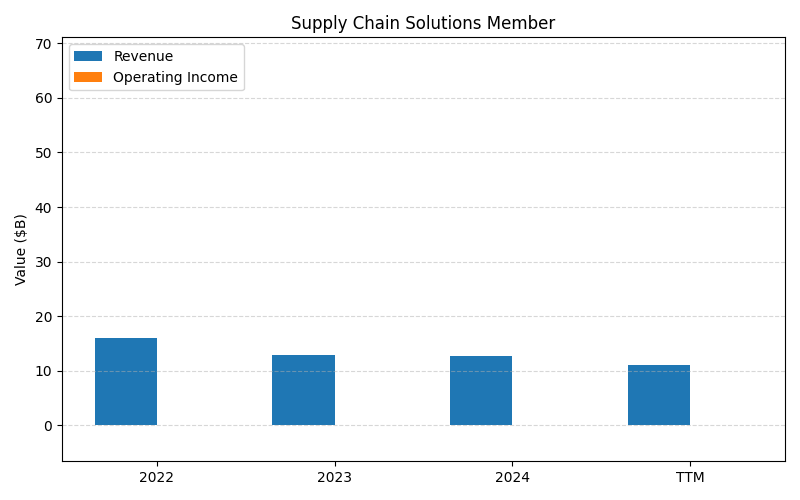 Supply Chain Solutions Member
Revenue
Operating Income
Value ($B)
70
60
50
40
30
20
10
0
2022
2023
2024
TTM